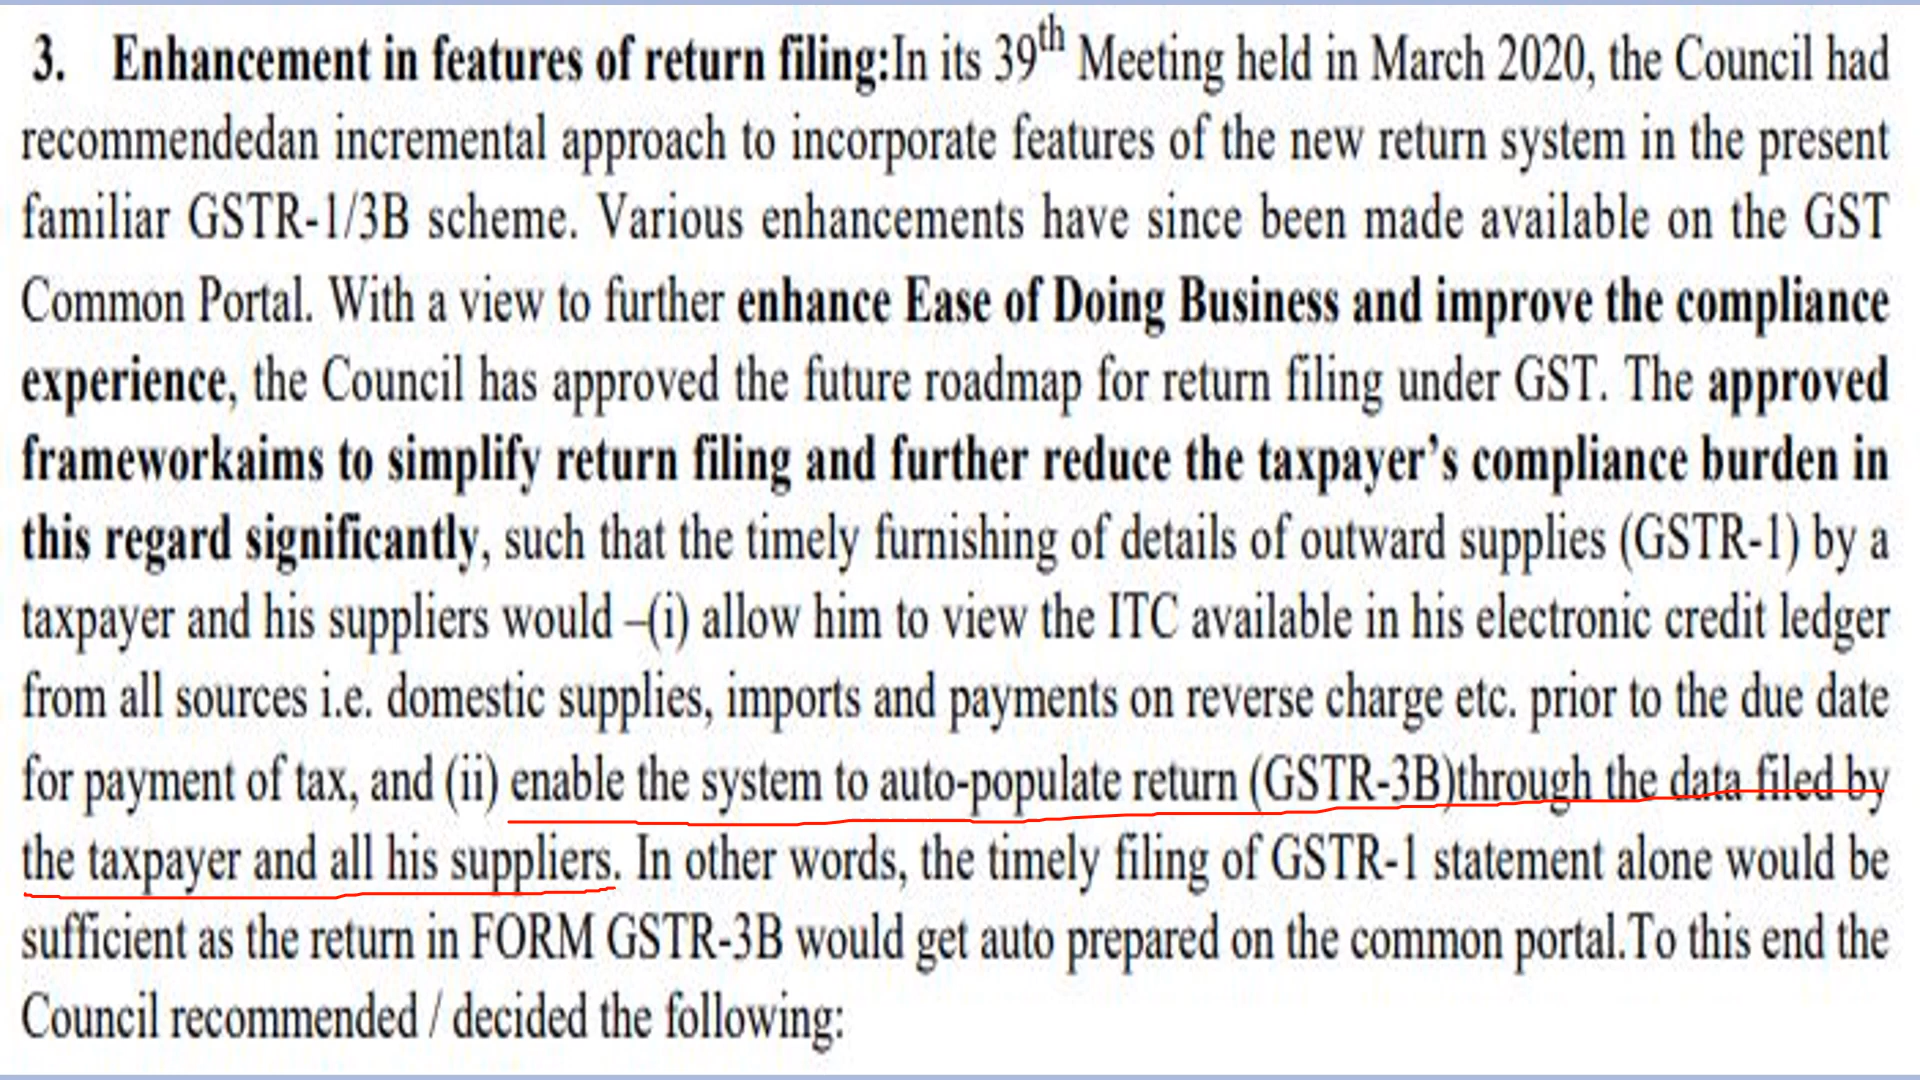 3. Enhancement in features of return filing:In its 39th Meeting held in March 2020, the Council had
recommendedan incremental approach to incorporate features of the new return system in the present
familiar GSTR-1/3B scheme. Various enhancements have since been made available on the GST
Common Portal. With a view to further enhance Ease of Doing Business and improve the compliance
experience, the Council has approved the future roadmap for return filing under GST. The approved
frameworkaims to simplify return filing and further reduce the taxpayer’s compliance burden in
this regard significantly, such that the timely furnishing of details of outward supplies (GSTR-1) by a
taxpayer and his suppliers would –(i) allow him to view the ITC available in his electronic credit ledger
from all sources i.e. domestic supplies, imports and payments on reverse charge etc. prior to the due date
for payment of tax, and (ii) enable the system to auto-populate return (GSTR-3B)through the data filed by
the taxpayer and all his suppliers. In other words, the timely filing of GSTR-1 statement alone would be
sufficient as the return in FORM GSTR-3B would get auto prepared on the common portal.To this end the
Council recommended / decided the following: